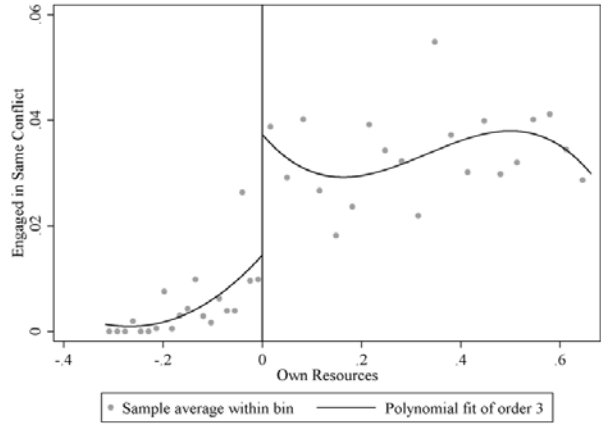 Engaged in Same Conflict
.06
.04
.02
0
-.4 -.2 0 .2 .4 .6
Own Resources
Sample average within bin Polynomial fit of order 3